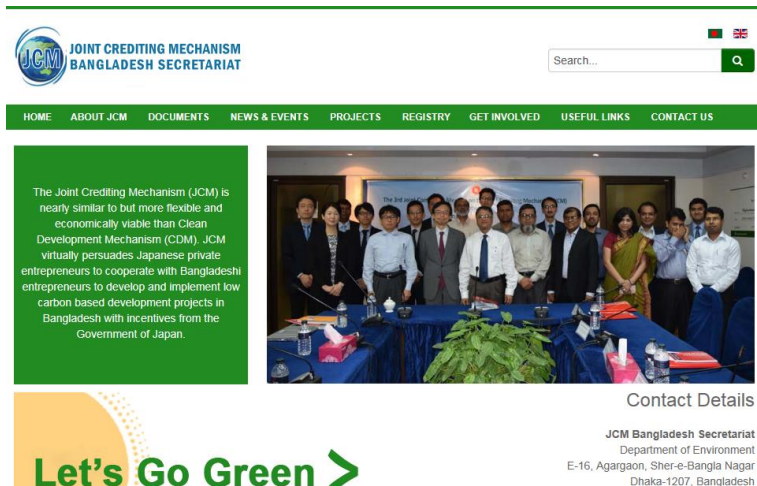 JCM
JOINT CREDITING MECHANISM
BANGLADESH SECRETARIAT
Search...
HOME ABOUT JCM DOCUMENTS NEWS & EVENTS PROJECTS REGISTRY GET INVOLVED USEFUL LINKS CONTACT US
The Joint Crediting Mechanism (JCM) is
nearly similar to but more flexible and
economically viable than Clean
Development Mechanism (CDM). JCM
virtually persuades Japanese private
entrepreneurs to cooperate with Bangladeshi
entrepreneurs to develop and implement low
carbon based development projects in
Bangladesh with incentives from the
Government of Japan.
The 3rd Joint
Mechanism
Contact Details
JCM Bangladesh Secretariat
Department of Environment
E-16, Agargaon, Sher-e-Bangla Nagar
Dhaka-1207, Bangladesh
Let's Go Green >